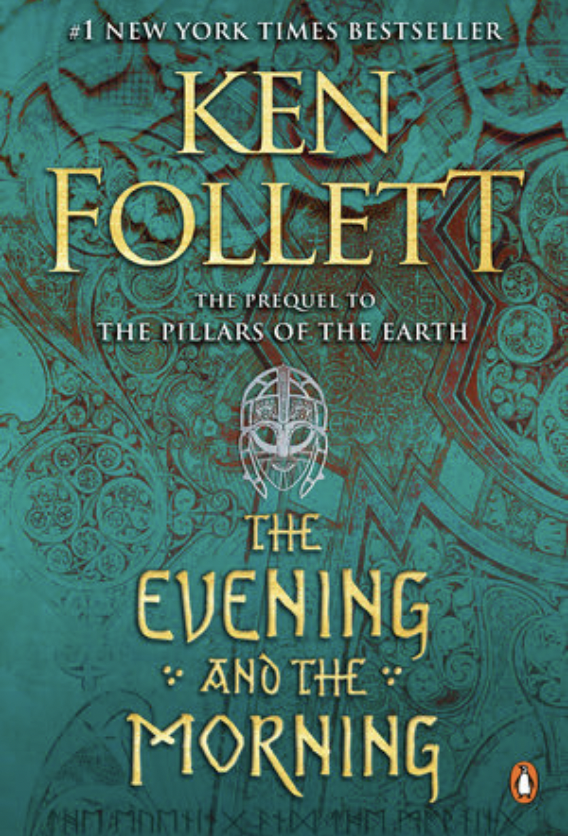 #1 NEW YORK TIMES BESTSELLER
KEN
FOLLETT
THE PREQUEL TO
THE PILLARS OF THE EARTH
THE
EVENING
AND THE
MORNING